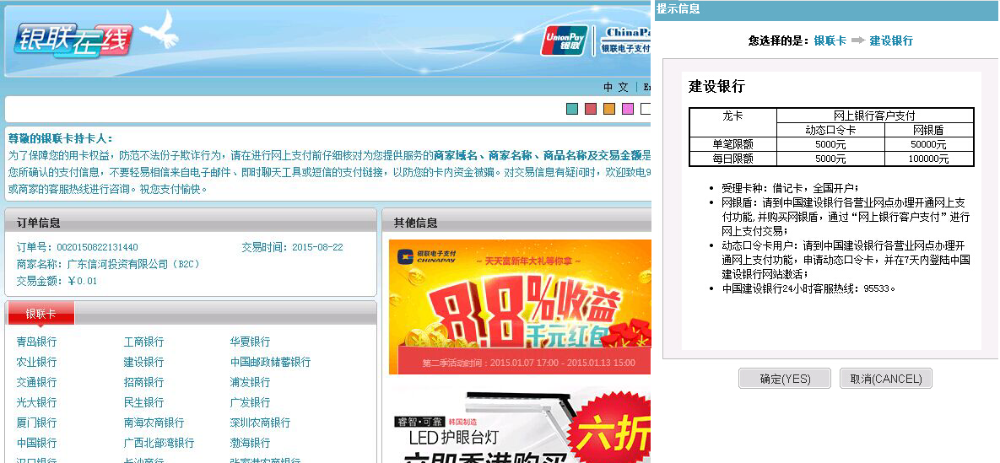 银联在线
UnionPay
银联
ChinaPa
银联电子支付
中 文 | En
尊敬的银联卡持卡人：
为了保障您的用卡权益，防范不法份子欺诈行为，请在进行网上支付前仔细核对为您提供服务的商家域名、商家名称、商品名称及交易金额是
您所确认的支付信息，不要轻易相信来自电子邮件、即时聊天工具或短信的支付链接，以防您的卡内资金被骗。对交易信息有疑问时，欢迎致电9
或商家的客服热线进行咨询。祝您支付愉快。
订单信息
订单号：0020150822131440 交易时间：2015-08-22
商家名称：广东信河投资有限公司（B2C）
交易金额：￥0.01
银联卡
青岛银行 工商银行 华夏银行
农业银行 建设银行 中国邮政储蓄银行
交通银行 招商银行 浦发银行
光大银行 民生银行 广发银行
厦门银行 南海农商银行 深圳农商银行
中国银行 广西北部湾银行 渤海银行
汉口银行 长沙商行 张家港农商银行
其他信息
银联电子支付
CHINAPAY
~ 天天富新年大礼等你拿 ~
8.8%收益
千元红包
第二季活动时间：2015.01.07 17:00 - 2015.01.13 15:00
睿智·可靠 韩国制造
LED护眼台灯
立即香港购买
六折
提示信息
您选择的是：银联卡 建设银行
建设银行
龙卡 网上银行客户支付
动态口令卡 网银盾
单笔限额 5000元 50000元
每日限额 5000元 100000元
• 受理卡种：借记卡，全国开户；
• 网银盾：请到中国建设银行各营业网点办理开通网上支
付功能,并购买网银盾，通过“网上银行客户支付”进行
网上支付交易；
• 动态口令卡用户：请到中国建设银行各营业网点办理开
通网上支付功能，申请动态口令卡，并在7天内登陆中国
建设银行网站激活；
• 中国建设银行24小时客服热线：95533。
确定(YES) 取消(CANCEL)